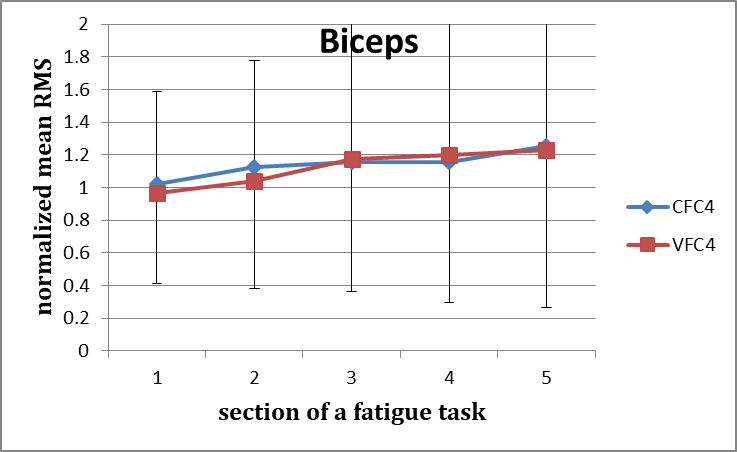 Biceps
normalized mean RMS
2
1.8
1.6
1.4
1.2
1
0.8
0.6
0.4
0.2
0
1 2 3 4 5
section of a fatigue task
CFC4
VFC4